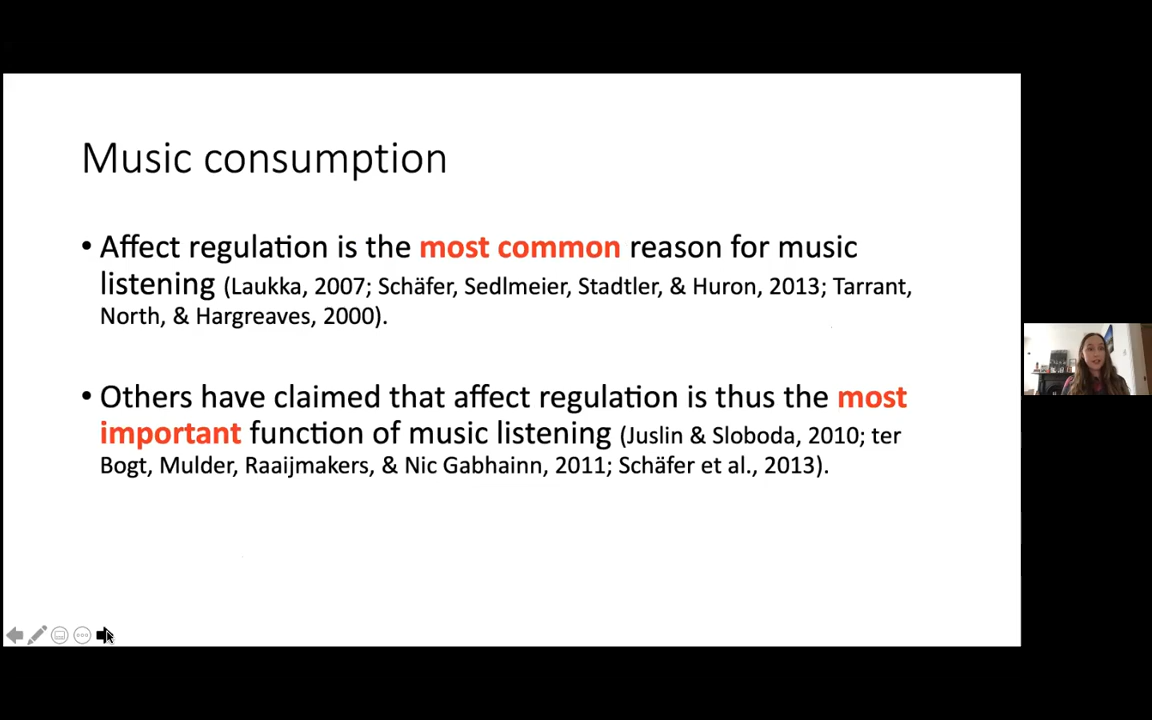 Music consumption
• Affect regulation is the most common reason for music
listening (Laukka, 2007; Schäfer, Sedlmeier, Stadtler, & Huron, 2013; Tarrant,
North, & Hargreaves, 2000).
• Others have claimed that affect regulation is thus the most
important function of music listening (Juslin & Sloboda, 2010; ter
Bogt, Mulder, Raaijmakers, & Nic Gabhainn, 2011; Schäfer et al., 2013).